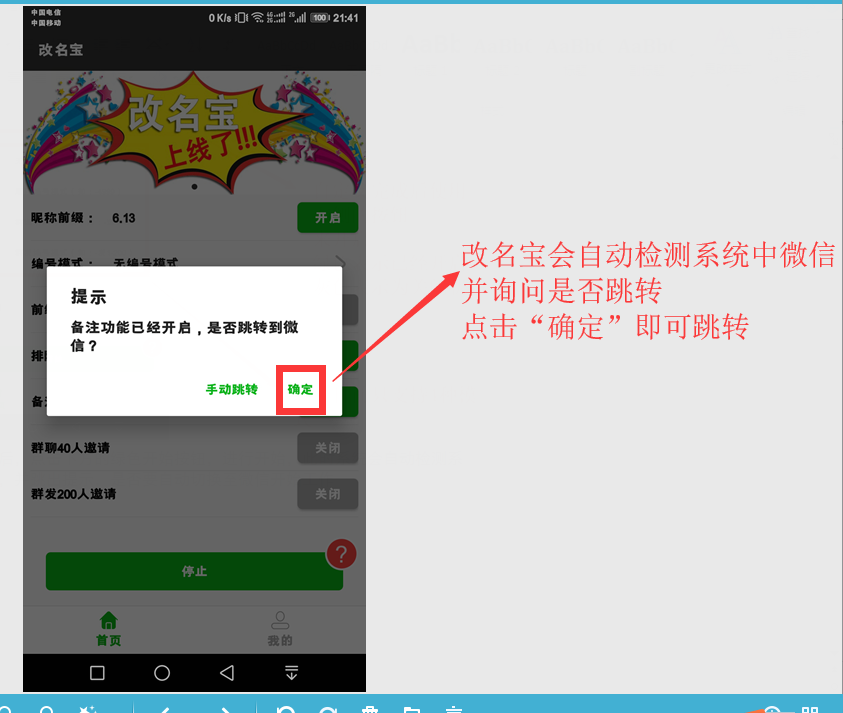 中国电信
中国移动
0 K/s
4G
2G
2G
100
21:41
改名宝
改名宝
上线了!!!
昵称前缀： 6.13
开启
编号模式： 无编号模式
前
排
备
提示
备注功能已经开启，是否跳转到微
信？
手动跳转
确定
群聊40人邀请
关闭
群发200人邀请
关闭
?
停止
首页
我的
改名宝会自动检测系统中微信
并询问是否跳转
点击“确定”即可跳转